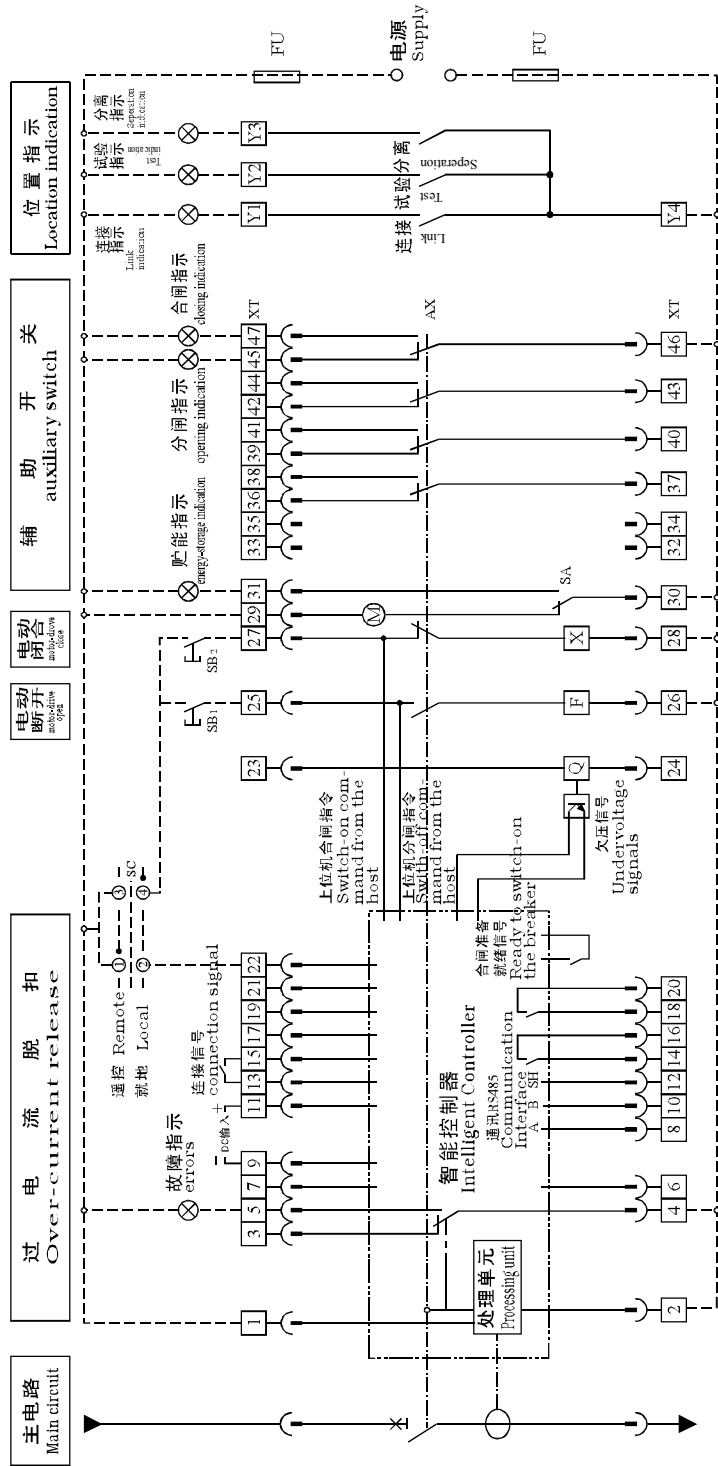 主电路
Main circuit
过电流脱扣
Over-current release
电动断开
motor-drive
open
电动闭合
motor-drove
close
辅助开关
auxiliary switch
位置指示
Location indication
故障指示
errors
遥控 Remote
就地 Local
1
2
3
4
SC
连接信号
connection signal
DC输入
+
SB1
SB2
贮能指示
energy-storage indication
分闸指示
opening indication
合闸指示
closing indication
连接指示
Link
indication
试验指示
Test
indication
分离指示
Seperation
indication
FU
电源
Supply
FU
1
3
5
7
9
11
13
15
17
19
21
22
23
25
27
29
31
33
35
36
38
39
41
42
44
45
47
XT
Y1
Y2
Y3
上位机合闸指令
Switch-on com-
mand from the
host
上位机分闸指令
Swith-off com-
mand from the
host
M
SA
AX
连接
Link
试验
Test
分离
Seperation
处理单元
Processing unit
智能控制器
Intelligent Controller
通讯RS485
Communication
Interface
A
B
SH
合闸准备
就绪信号
Ready to switch-on
the breaker
Q
F
X
欠压信号
Undervoltage
signals
2
4
6
8
10
12
14
16
18
20
24
26
28
30
32
34
37
40
43
46
XT
Y4